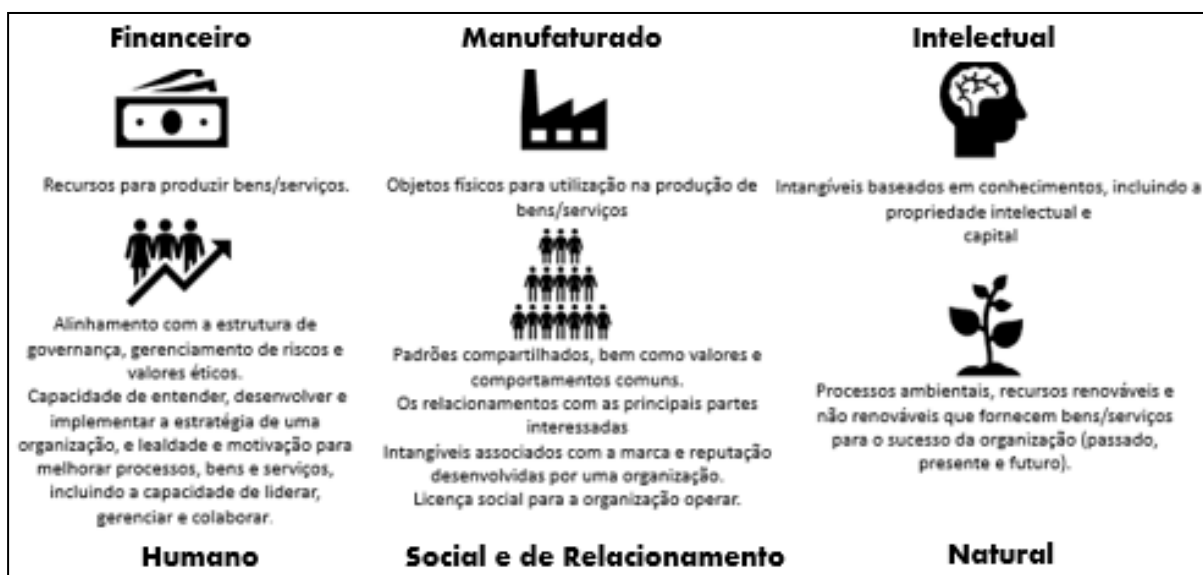 Financeiro
Manufaturado
Intelectual
Recursos para produzir bens/serviços.
Objetos físicos para utilização na produção de
bens/serviços
Intangíveis baseados em conhecimentos, incluindo a
propriedade intelectual e
capital
Alinhamento com a estrutura de
governança, gerenciamento de riscos e
valores éticos.
Capacidade de entender, desenvolver e
implementar a estratégia de uma
organização, e lealdade e motivação para
melhorar processos, bens e serviços,
incluindo a capacidade de liderar,
gerenciar e colaborar.
Padrões compartilhados, bem como valores e
comportamentos comuns.
Os relacionamentos com as principais partes
interessadas
Intangíveis associados com a marca e reputação
desenvolvidas por uma organização.
Licença social para a organização operar.
Processos ambientais, recursos renováveis e
não renováveis que fornecem bens/serviços
para o sucesso da organização (passado,
presente e futuro).
Humano
Social e de Relacionamento
Natural